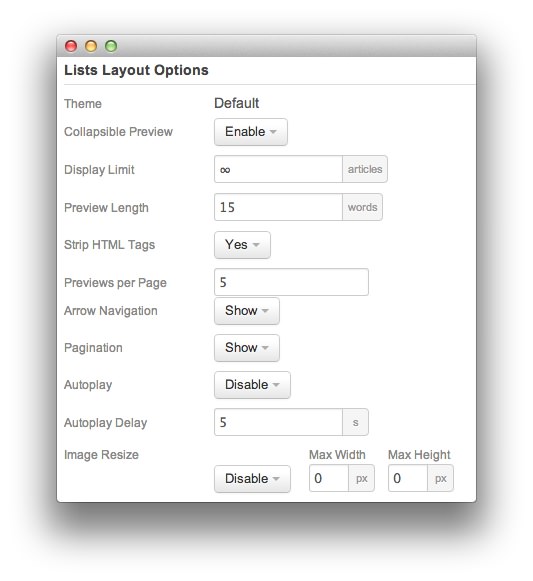 Lists Layout Options
Theme Default
Collapsible Preview Enable
Display Limit ∞ articles
Preview Length 15 words
Strip HTML Tags Yes
Previews per Page 5
Arrow Navigation Show
Pagination Show
Autoplay Disable
Autoplay Delay 5 s
Image Resize Max Width Max Height
Disable 0 px 0 px